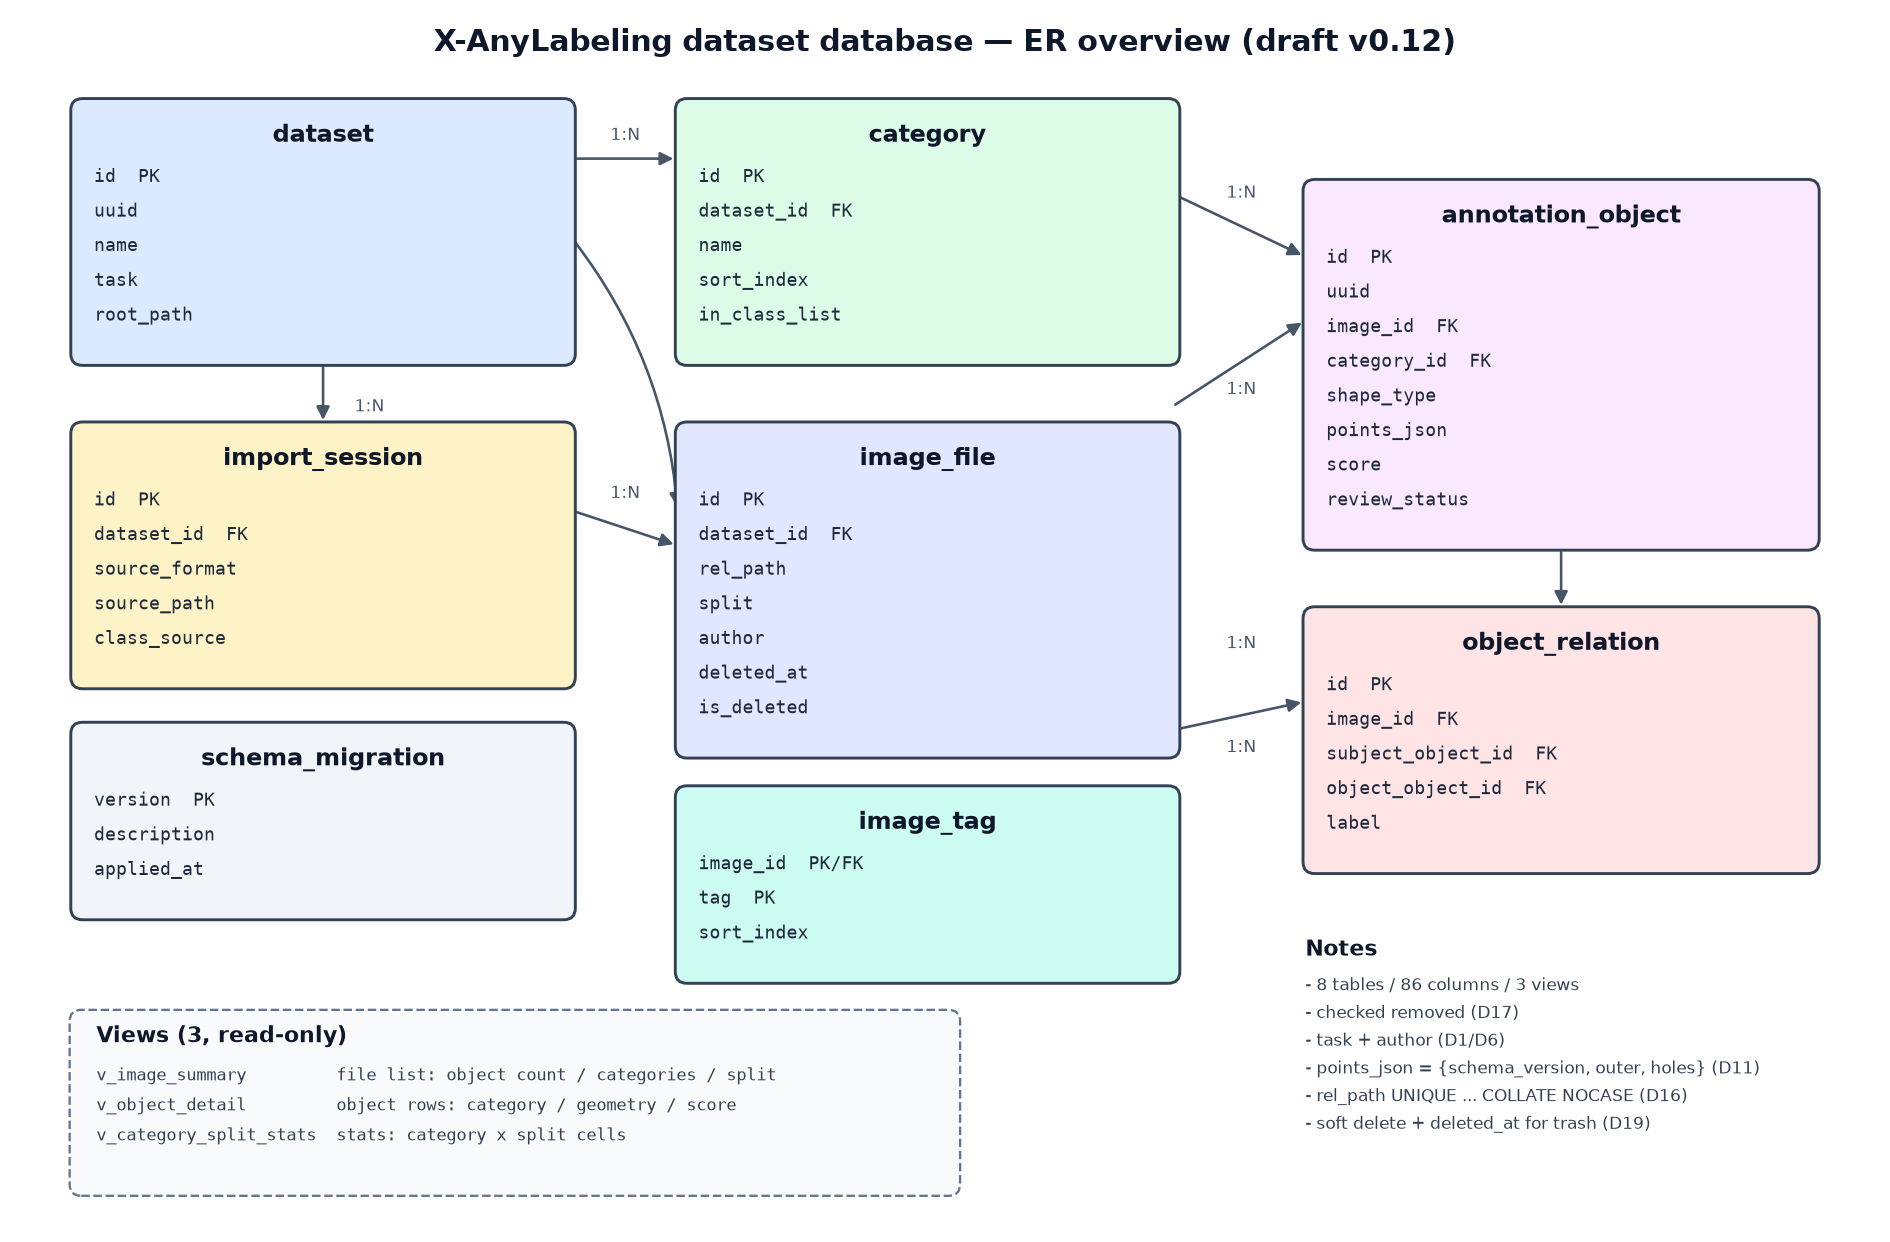 X-AnyLabeling dataset database — ER overview (draft v0.12)
dataset
id  PK
uuid
name
task
root_path
1:N
category
id  PK
dataset_id  FK
name
sort_index
in_class_list
1:N
annotation_object
id  PK
uuid
image_id  FK
category_id  FK
shape_type
points_json
score
review_status
1:N
1:N
import_session
id  PK
dataset_id  FK
source_format
source_path
class_source
1:N
image_file
id  PK
dataset_id  FK
rel_path
split
author
deleted_at
is_deleted
1:N
1:N
object_relation
id  PK
image_id  FK
subject_object_id  FK
object_object_id  FK
label
schema_migration
version  PK
description
applied_at
image_tag
image_id  PK/FK
tag  PK
sort_index
Views (3, read-only)
v_image_summary  file list: object count / categories / split
v_object_detail  object rows: category / geometry / score
v_category_split_stats  stats: category x split cells
Notes
- 8 tables / 86 columns / 3 views
- checked removed (D17)
- task + author (D1/D6)
- points_json = {schema_version, outer, holes} (D11)
- rel_path UNIQUE ... COLLATE NOCASE (D16)
- soft delete + deleted_at for trash (D19)